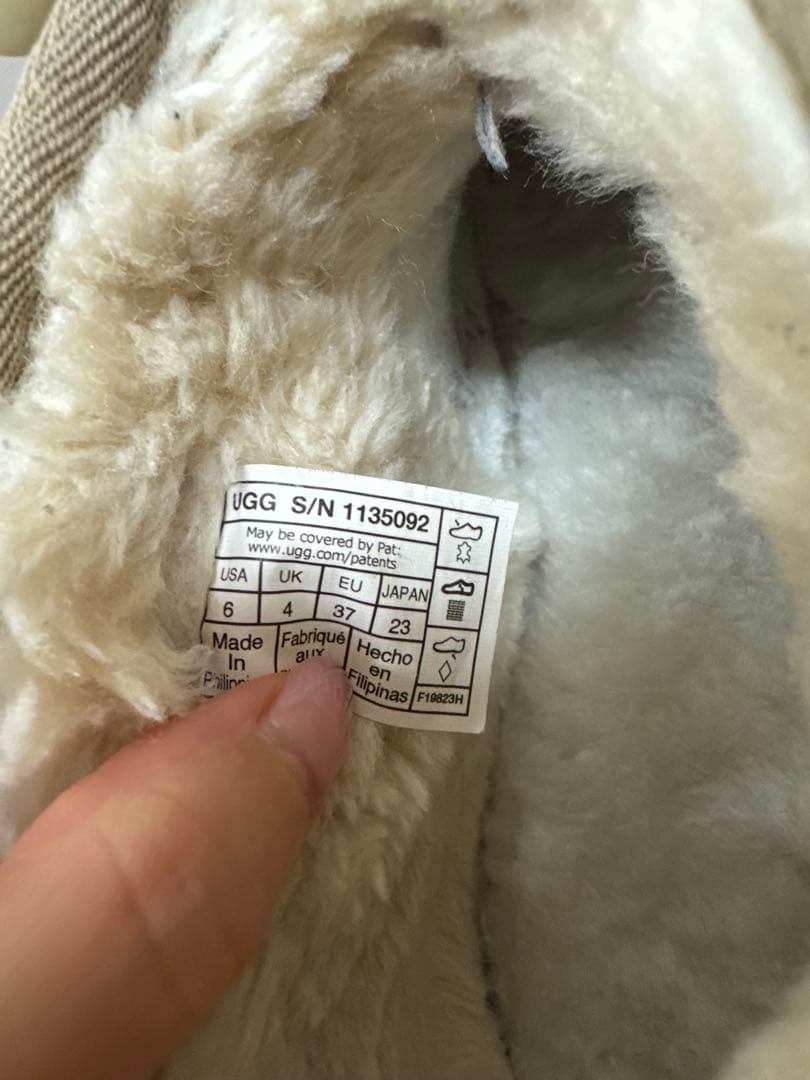 UGG S/N 1135092
May be covered by Pat:
www.ugg.com/patents
USA UK EU JAPAN
6 4 37 23
Made
In
Fabriqué
aux
Hecho
en
Filipinas
F19823H